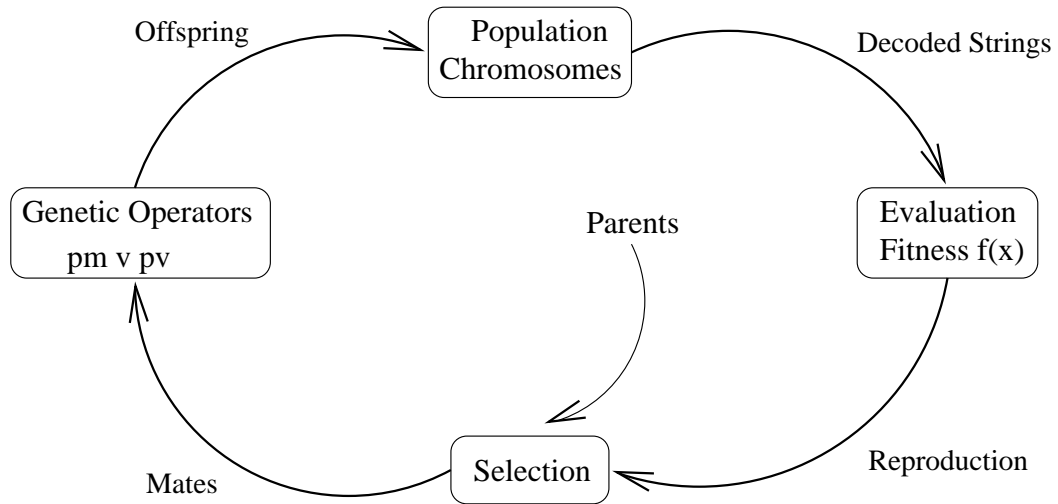 Offspring
Population
Chromosomes
Decoded Strings
Genetic Operators
pm v pv
Parents
Evaluation
Fitness f(x)
Mates
Selection
Reproduction